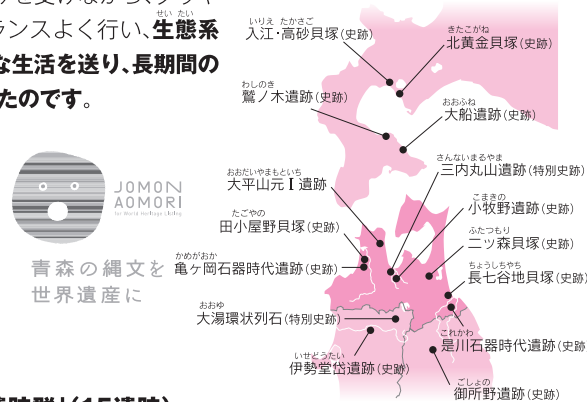 ランスよく行い、生態系
せい たい
な生活を送り、長期間の
たのです。
JOMON
AOMORI
for World Heritage Listing
青森の縄文を
世界遺産に
いりえ たかさご
入江・高砂貝塚(史跡)
きたこがね
北黄金貝塚(史跡)
わしのき
鷲ノ木遺跡(史跡)
おおふね
大船遺跡(史跡)
さんないまるやま
三内丸山遺跡(特別史跡)
おおだいやまもといち
大平山元Ⅰ遺跡
こまきの
小牧野遺跡(史跡)
たごやの
田小屋野貝塚(史跡)
ふたつもり
二ッ森貝塚(史跡)
かめがおか
亀ヶ岡石器時代遺跡(史跡)
ちょうしちやち
長七谷地貝塚(史跡
おおゆ
大湯環状列石(特別史跡)
これかわ
是川石器時代遺跡(史跡
いせどうたい
伊勢堂岱遺跡(史跡)
ごしょの
御所野遺跡(史跡)